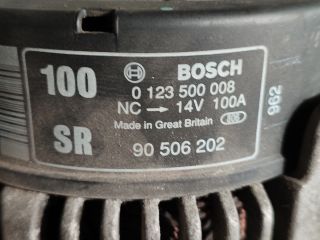 100
BOSCH
0 123 500 008
NC → 14V 100A
Made in Great Britain
SR
90 506 202
962